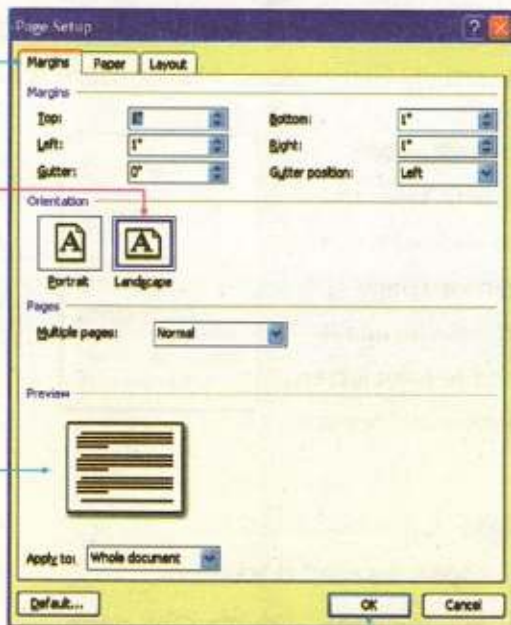 Page Setup
Margins Paper Layout
Margins
Top: 1" Bottom: 1"
Left: 1" Right: 1"
Gutter: 0" Gutter position: Left
Orientation
A A
Portrait Landscape
Pages
Multiple pages: Normal
Preview
Apply to: Whole document
Default... OK Cancel